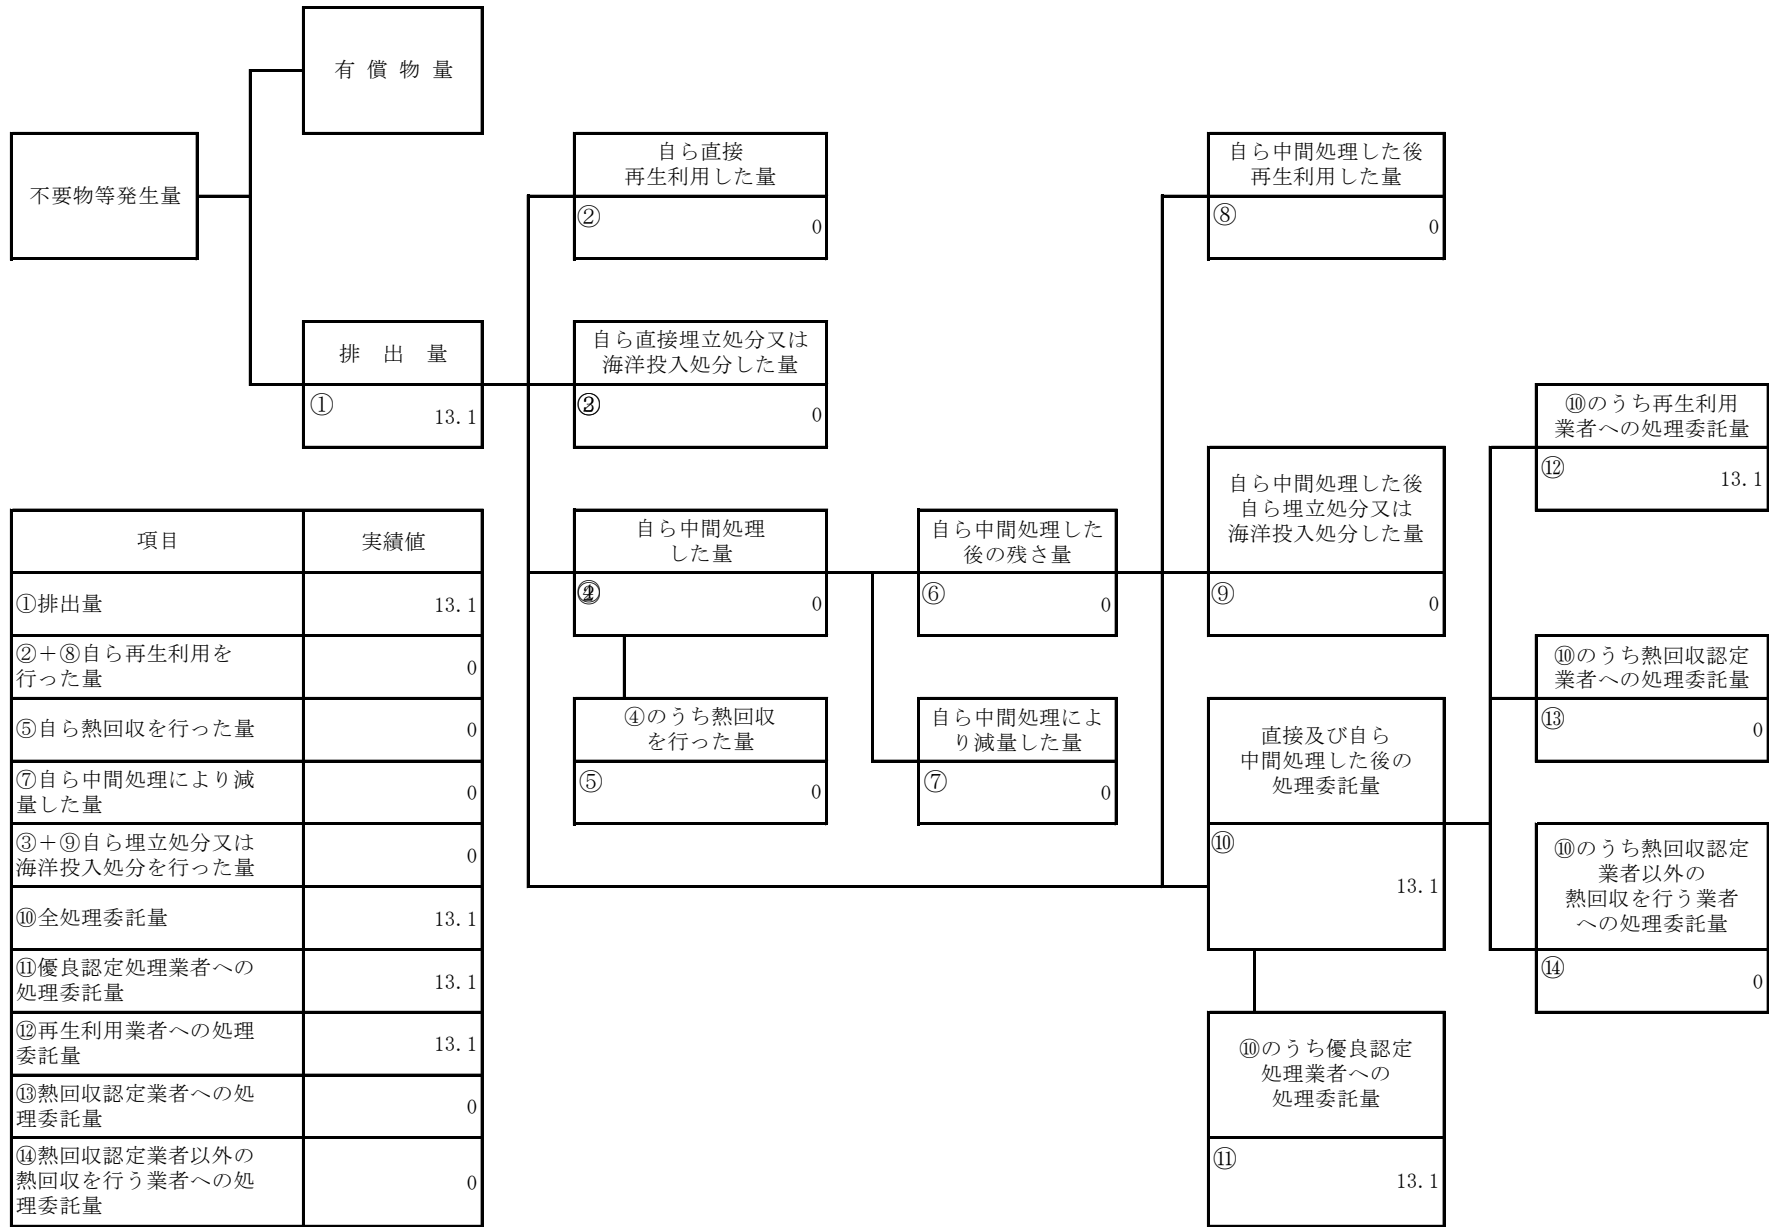 有償物量
不要物等発生量
自ら直接
再生利用した量
②
0
自ら中間処理した後
再生利用した量
⑧
0
排出量
①
13.1
自ら直接埋立処分又は
海洋投入処分した量
③
0
⑩のうち再生利用
業者への処理委託量
⑫
13.1
自ら中間処理
した量
④
0
自ら中間処理した
後の残さ量
⑥
0
自ら中間処理した後
自ら埋立処分又は
海洋投入処分した量
⑨
0
⑩のうち熱回収認定
業者への処理委託量
⑬
0
④のうち熱回収
を行った量
⑤
0
自ら中間処理によ
り減量した量
⑦
0
直接及び自ら
中間処理した後の
処理委託量
⑩
13.1
⑩のうち熱回収認定
業者以外の
熱回収を行う業者
への処理委託量
⑭
0
⑩のうち優良認定
処理業者への
処理委託量
⑪
13.1
項目
実績値
①排出量
13.1
②＋⑧自ら再生利用を
行った量
0
⑤自ら熱回収を行った量
0
⑦自ら中間処理により減
量した量
0
③＋⑨自ら埋立処分又は
海洋投入処分を行った量
0
⑩全処理委託量
13.1
⑪優良認定処理業者への
処理委託量
13.1
⑫再生利用業者への処理
委託量
13.1
⑬熱回収認定業者への処
理委託量
0
⑭熱回収認定業者以外の
熱回収を行う業者への処
理委託量
0